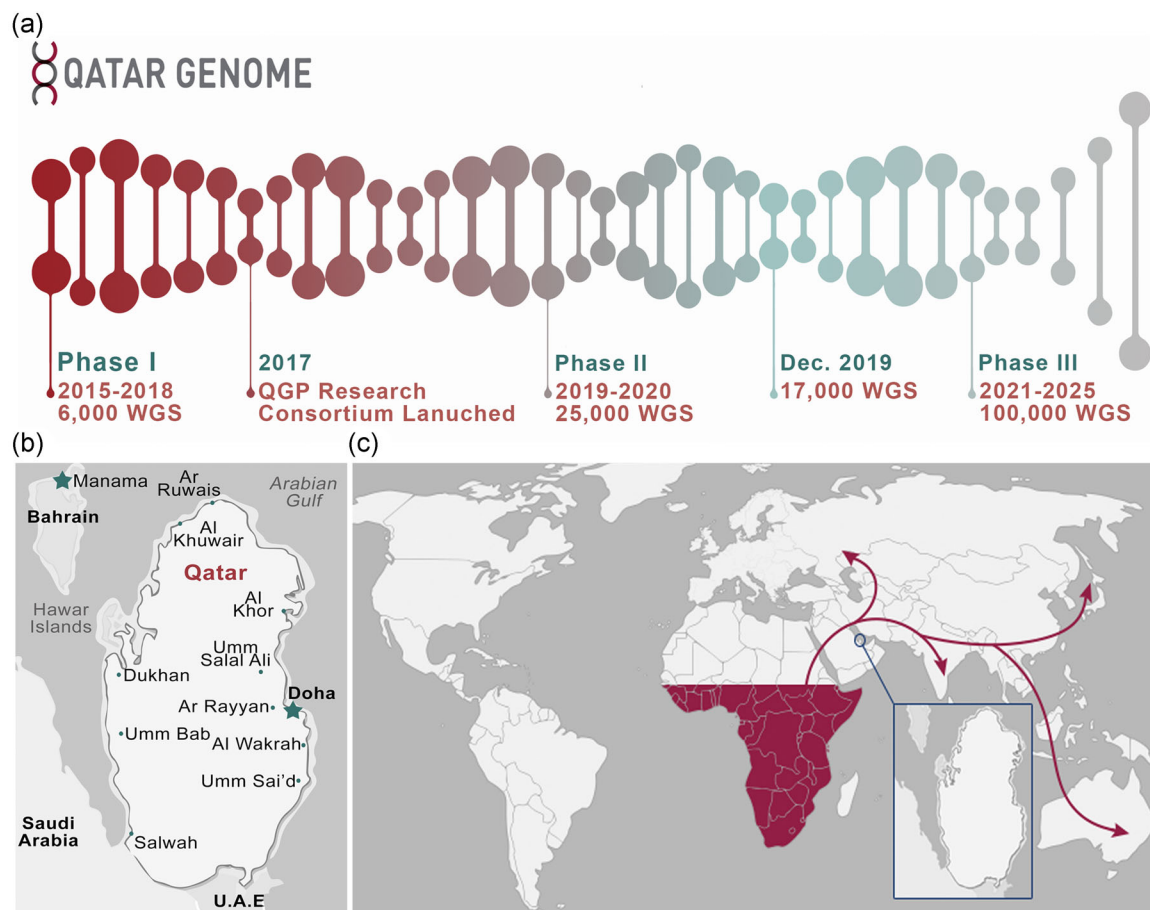 (a)
QATAR GENOME
Phase I
2015-2018
6,000 WGS
2017
QGP Research
Consortium Lanuched
Phase II
2019-2020
25,000 WGS
Dec. 2019
17,000 WGS
Phase III
2021-2025
100,000 WGS
(b)
Manama
Bahrain
Ar
Ruwais
Arabian
Gulf
Al
Khuwair
Qatar
Hawar
Islands
Al
Khor
Umm
Salal Ali
Dukhan
Doha
Ar Rayyan
Umm Bab
Al Wakrah
Umm Sai'd
Saudi
Arabia
Salwah
U.A.E
(c)